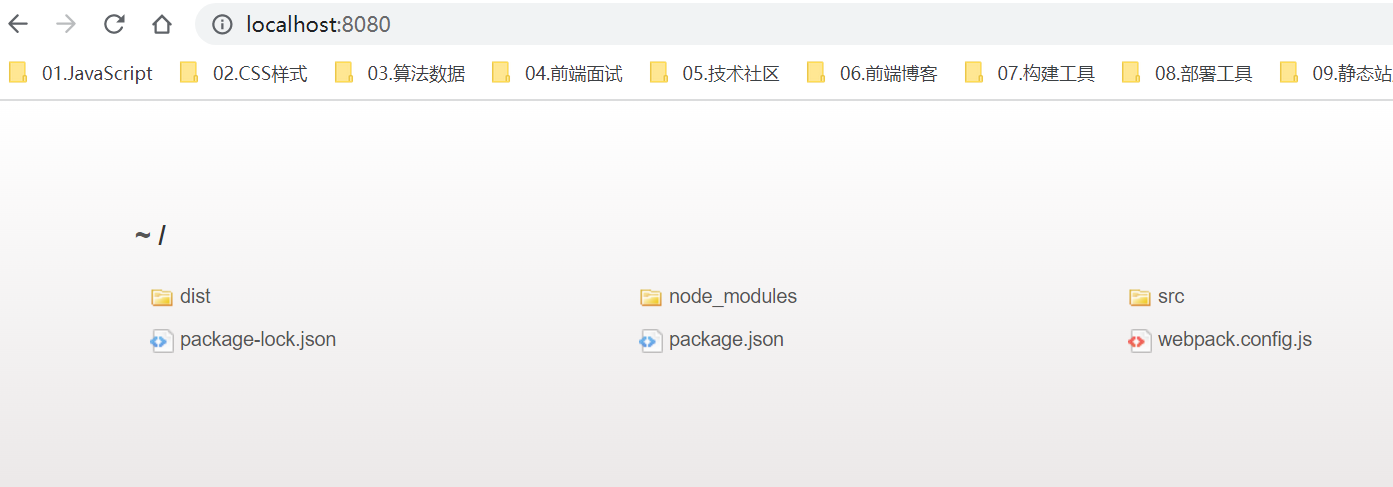 localhost:8080
01.JavaScript 02.CSS样式 03.算法数据 04.前端面试 05.技术社区 06.前端博客 07.构建工具 08.部署工具 09.静态站
~ /
dist node_modules src
package-lock.json package.json webpack.config.js